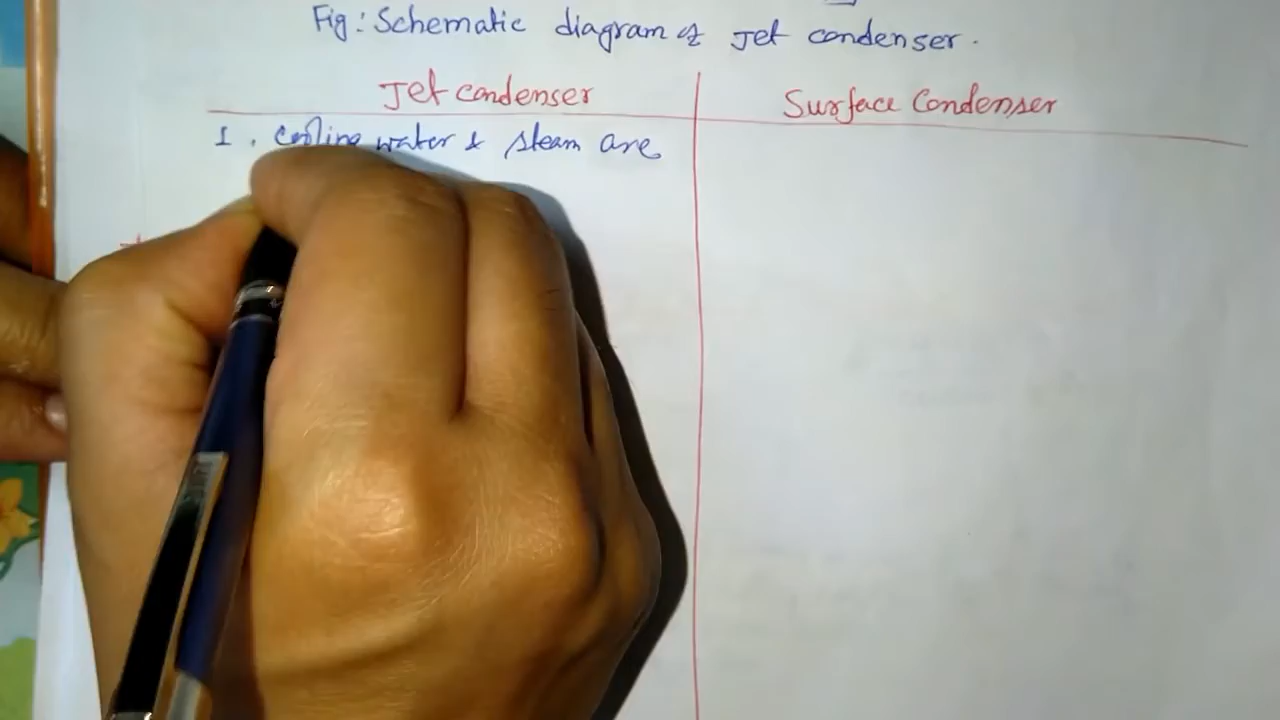 Fig: Schematic diagram of Jet condenser.
Jet condenser
Surface Condenser
1. Cooling water & steam are